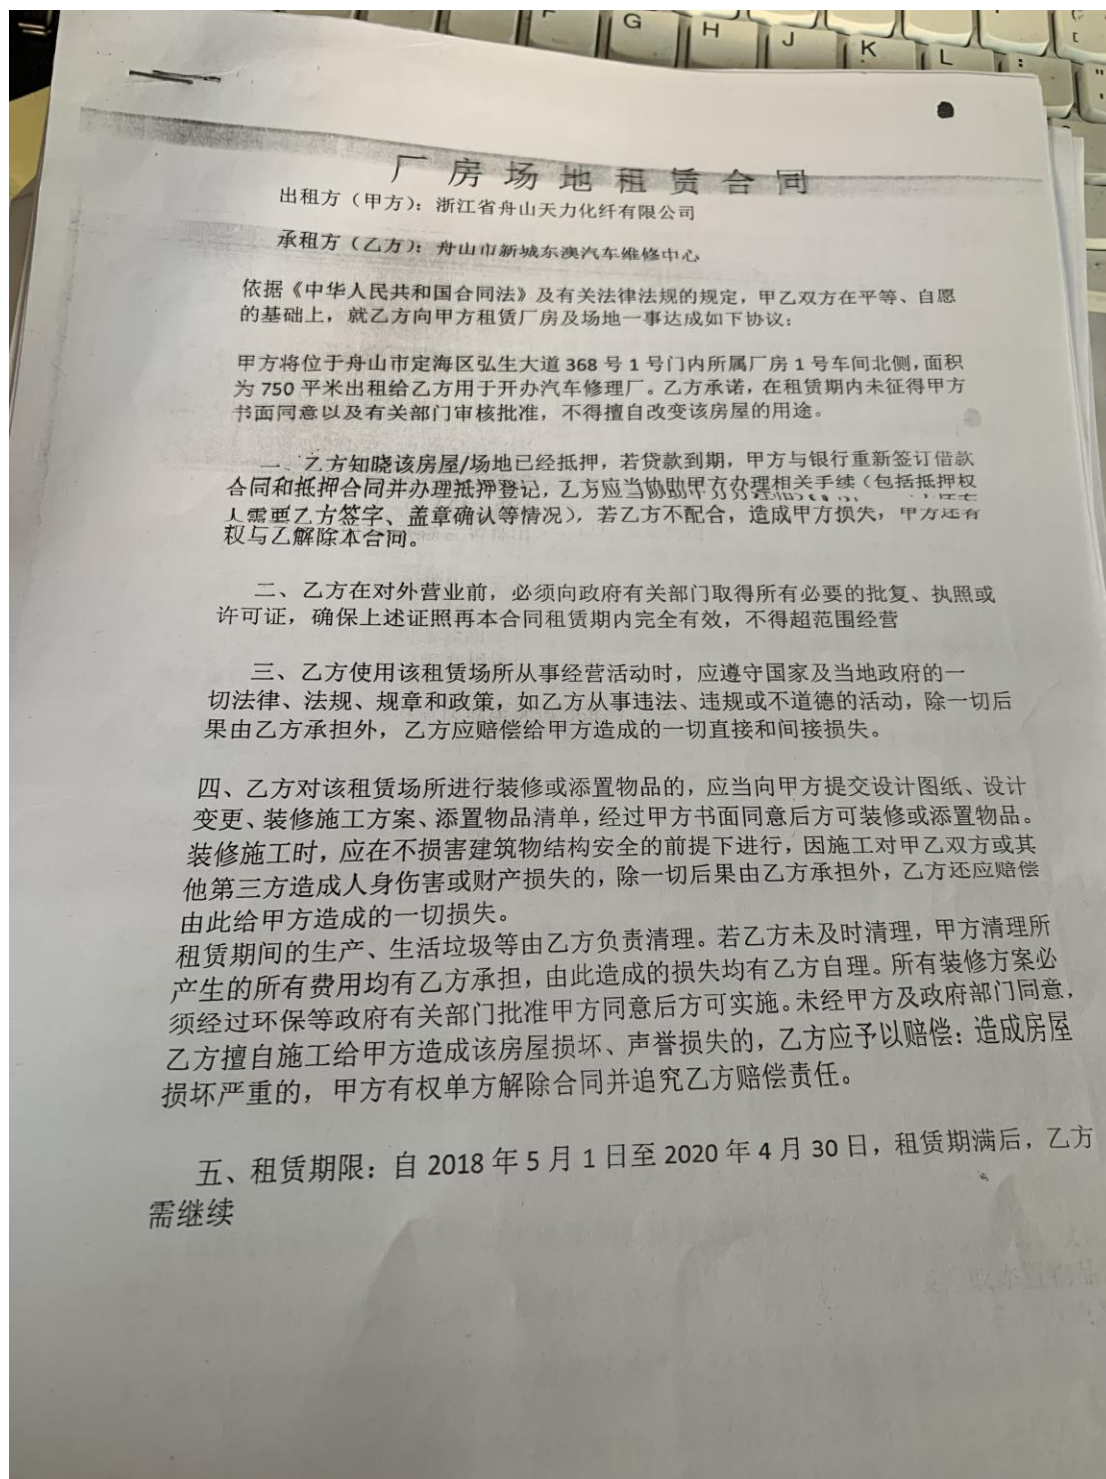 F G H J K L
厂房场地租赁合同
出租方（甲方）：浙江省舟山天力化纤有限公司
承租方（乙方）：舟山市新城东澳汽车维修中心
依据《中华人民共和国合同法》及有关法律法规的规定，甲乙双方在平等、自愿
的基础上，就乙方向甲方租赁厂房及场地一事达成如下协议：
甲方将位于舟山市定海区弘生大道 368 号 1 号门内所属厂房 1 号车间北侧，面积
为 750 平米出租给乙方用于开办汽车修理厂。乙方承诺，在租赁期内未征得甲方
书面同意以及有关部门审核批准，不得擅自改变该房屋的用途。
一、乙方知晓该房屋/场地已经抵押，若贷款到期，甲方与银行重新签订借款
合同和抵押合同并办理抵押登记，乙方应当协助甲方办理相关手续（包括抵押权
人需要乙方签字、盖章确认等情况），若乙方不配合，造成甲方损失，甲方还有
权与乙解除本合同。
二、乙方在对外营业前，必须向政府有关部门取得所有必要的批复、执照或
许可证，确保上述证照再本合同租赁期内完全有效，不得超范围经营
三、乙方使用该租赁场所从事经营活动时，应遵守国家及当地政府的一
切法律、法规、规章和政策，如乙方从事违法、违规或不道德的活动，除一切后
果由乙方承担外，乙方应赔偿给甲方造成的一切直接和间接损失。
四、乙方对该租赁场所进行装修或添置物品的，应当向甲方提交设计图纸、设计
变更、装修施工方案、添置物品清单，经过甲方书面同意后方可装修或添置物品。
装修施工时，应在不损害建筑物结构安全的前提下进行，因施工对甲乙双方或其
他第三方造成人身伤害或财产损失的，除一切后果由乙方承担外，乙方还应赔偿
由此给甲方造成的一切损失。
租赁期间的生产、生活垃圾等由乙方负责清理。若乙方未及时清理，甲方清理所
产生的所有费用均有乙方承担，由此造成的损失均有乙方自理。所有装修方案必
须经过环保等政府有关部门批准甲方同意后方可实施。未经甲方及政府部门同意，
乙方擅自施工给甲方造成该房屋损坏、声誉损失的，乙方应予以赔偿；造成房屋
损坏严重的，甲方有权单方解除合同并追究乙方赔偿责任。
五、租赁期限：自 2018 年 5 月 1 日至 2020 年 4 月 30 日，租赁期满后，乙方
需继续